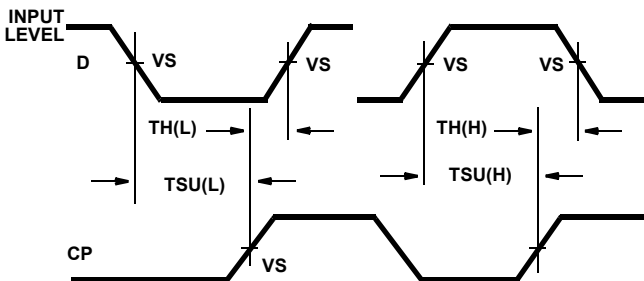 INPUT
LEVEL
D
VS
VS
VS
VS
TH(L)
TH(H)
TSU(L)
TSU(H)
CP
VS